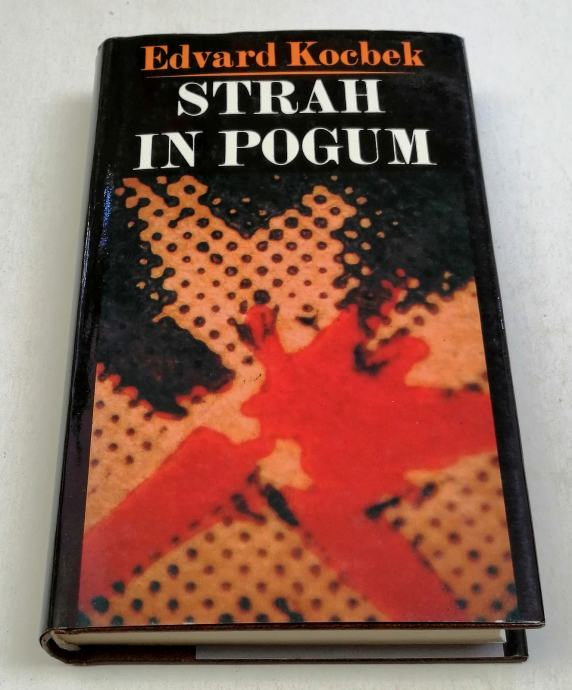 Edvard Kocbek
STRAH
IN POGUM